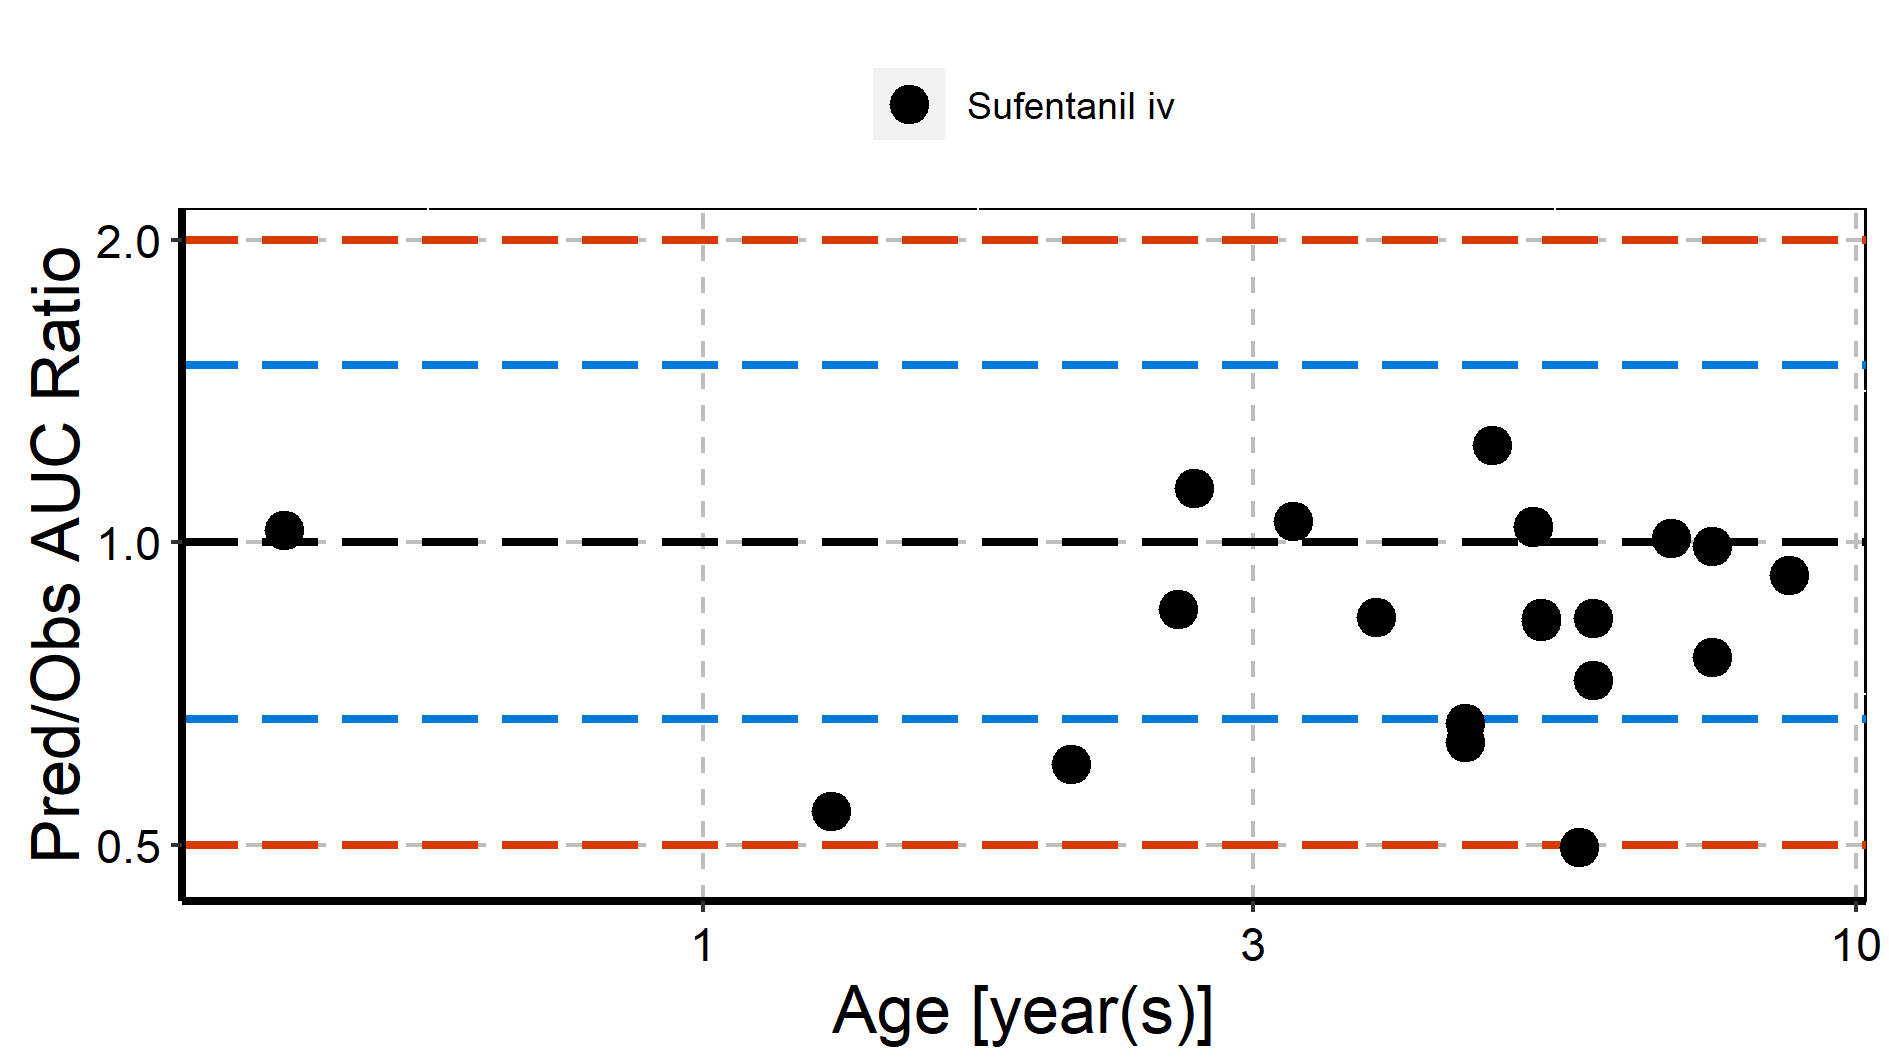 Sufentanil iv
Pred/Obs AUC Ratio
2.0
1.0
0.5
1
3
10
Age [year(s)]